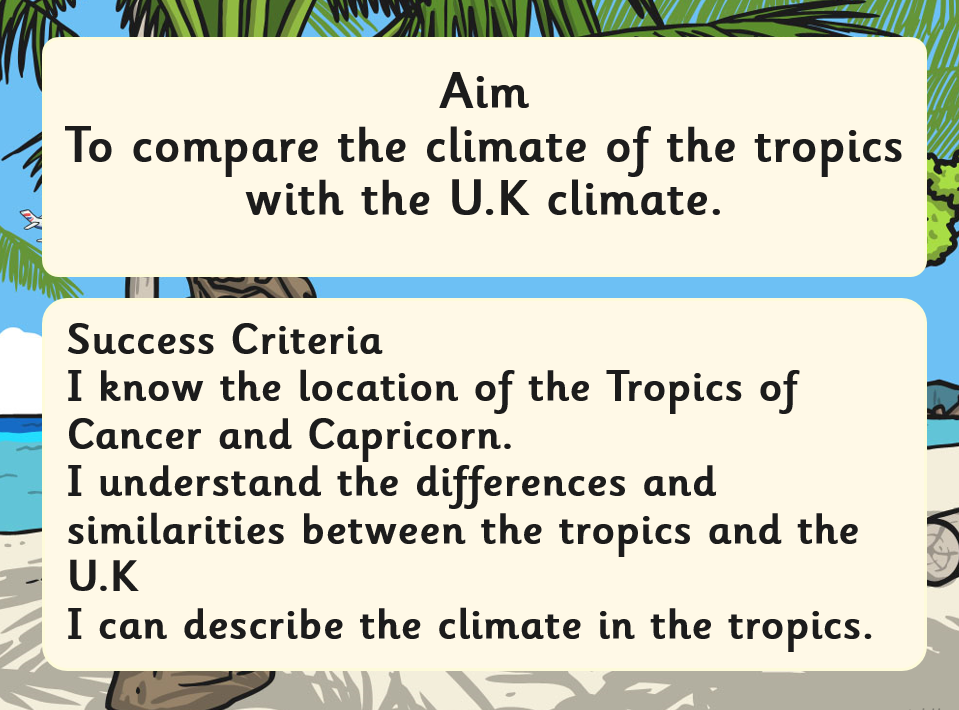 Aim
To compare the climate of the tropics
with the U.K climate.
Success Criteria
I know the location of the Tropics of
Cancer and Capricorn.
I understand the differences and
similarities between the tropics and the
U.K
I can describe the climate in the tropics.